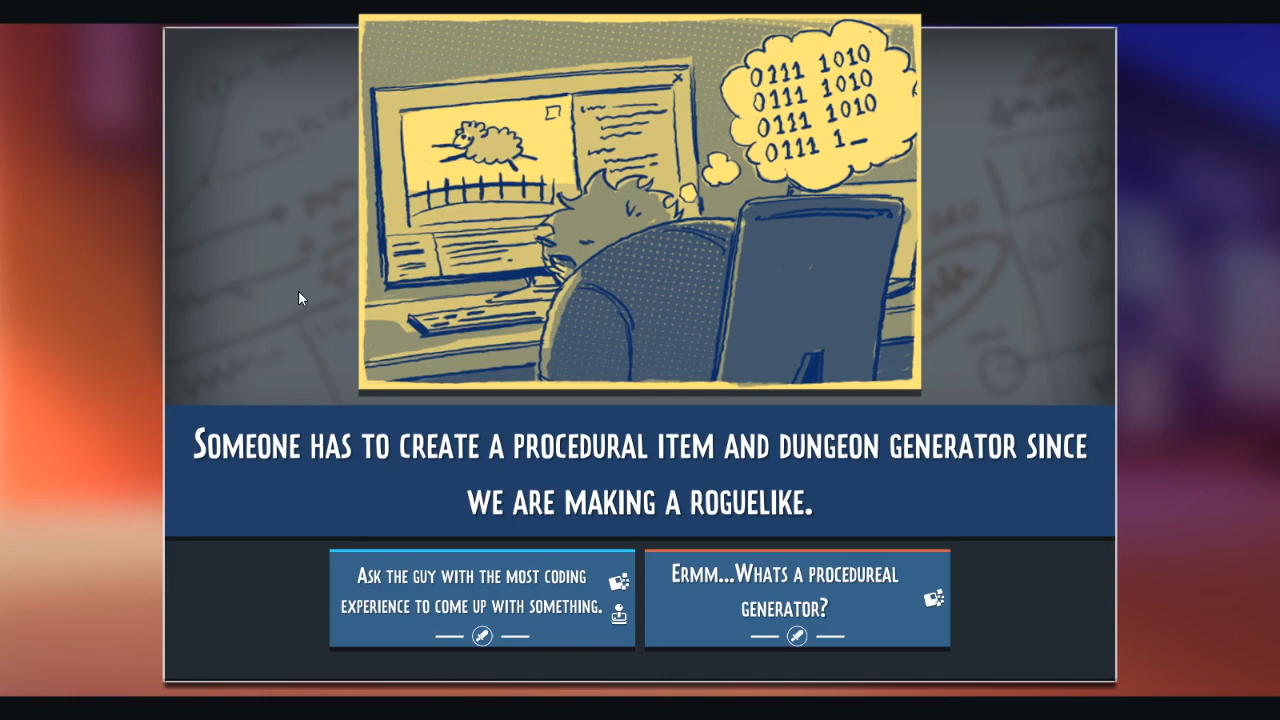 0111 1010
0111 1010
0111 1010
0111 1_
Someone has to create a procedural item and dungeon generator since
we are making a roguelike.
Ask the guy with the most coding
experience to come up with something.
Ermm...Whats a procedureal
generator?